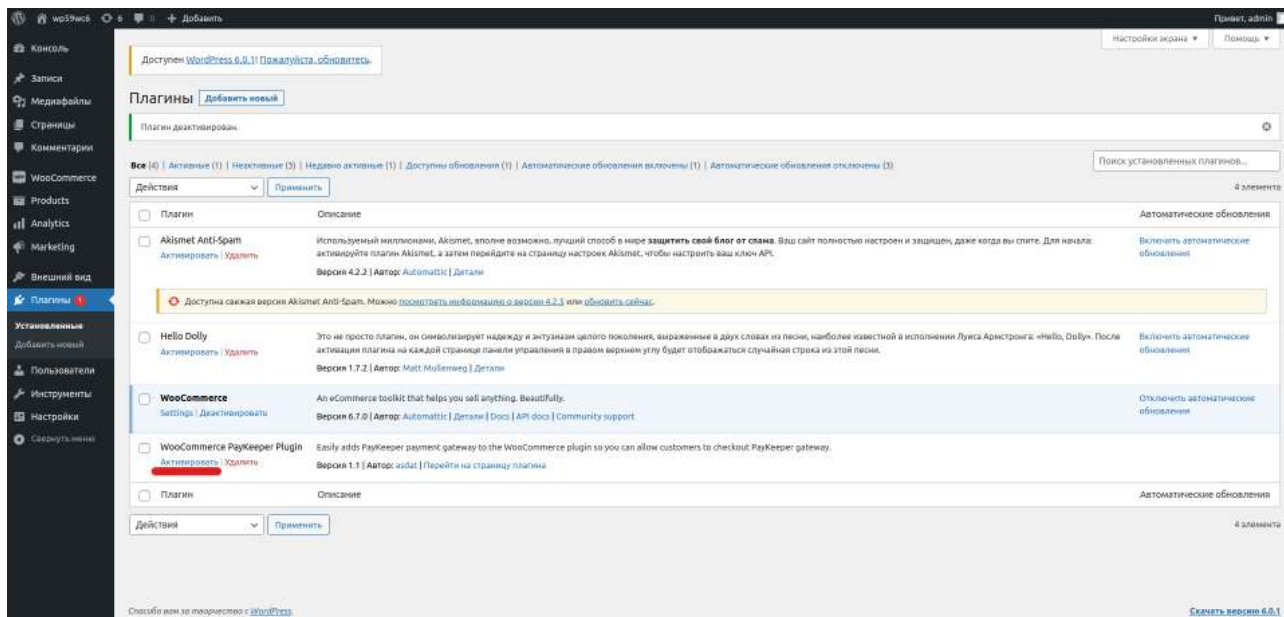 wp59wc6 6 0 + Добавить
Привет, admin
Консоль
Записи
Медиафайлы
Страницы
Комментарии
WooCommerce
Products
Analytics
Marketing
Внешний вид
Плагины 1
Установленные
Добавить новый
Пользователи
Инструменты
Настройки
Свернуть меню
Настройки экрана ▼ Помощь ▼
Доступен WordPress 6.0.1! Пожалуйста, обновитесь.
Плагины Добавить новый
Плагин деактивирован.
Все (4) | Активные (1) | Неактивные (3) | Недавно активные (1) | Доступны обновления (1) | Автоматические обновления включены (1) | Автоматические обновления отключены (3)
Поиск установленных плагинов...
Действия Применить
4 элемента
Плагин Описание Автоматические обновления
Akismet Anti-Spam
Активировать | Удалить
Используемый миллионами, Akismet, вполне возможно, лучший способ в мире защитить свой блог от спама. Ваш сайт полностью настроен и защищен, даже когда вы спите. Для начала:
активируйте плагин Akismet, а затем перейдите на страницу настроек Akismet, чтобы настроить ваш ключ API.
Версия 4.2.2 | Автор: Automattic | Детали
Включить автоматические
обновления
Доступна свежая версия Akismet Anti-Spam. Можно посмотреть информацию о версии 4.2.5 или обновить сейчас.
Hello Dolly
Активировать | Удалить
Это не просто плагин, он символизирует надежду и энтузиазм целого поколения, выраженные в двух словах из песни, наиболее известной в исполнении Луиса Армстронга: «Hello, Dolly». После
активации плагина на каждой странице панели управления в правом верхнем углу будет отображаться случайная строка из этой песни.
Версия 1.7.2 | Автор: Matt Mullenweg | Детали
Включить автоматические
обновления
WooCommerce
Settings | Деактивировать
An eCommerce toolkit that helps you sell anything. Beautifully.
Версия 6.7.0 | Автор: Automattic | Детали | Docs | API docs | Community support
Отключить автоматические
обновления
WooCommerce PayKeeper Plugin
Активировать | Удалить
Easily adds PayKeeper payment gateway to the WooCommerce plugin so you can allow customers to checkout PayKeeper gateway.
Версия 1.1 | Автор: asdat | Перейти на страницу плагина
Плагин Описание Автоматические обновления
Действия Применить
4 элемента
Спасибо вам за творчество с WordPress.
Скачать версию 6.0.1